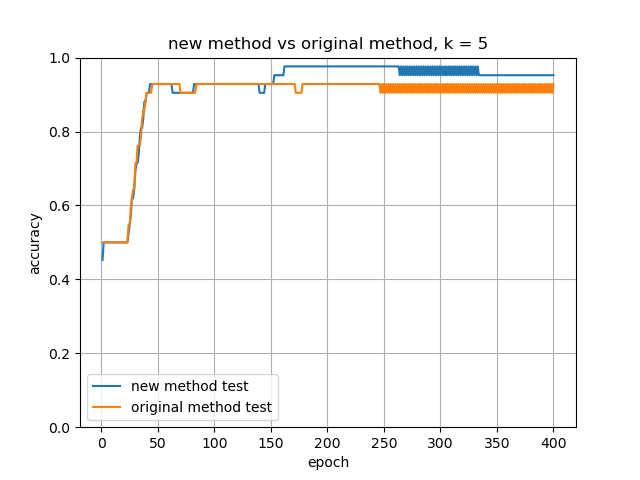 new method vs original method, k = 5
accuracy
1.0
0.8
0.6
0.4
0.2
0.0
new method test
original method test
0 50 100 150 200 250 300 350 400
epoch